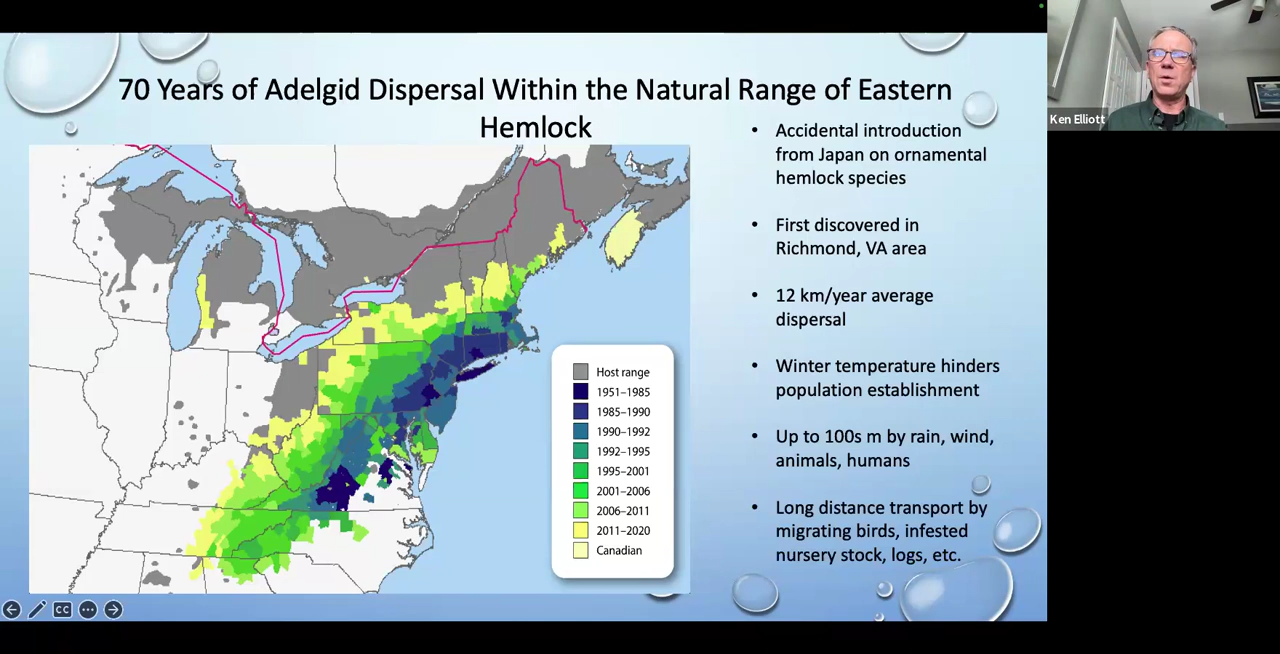 70 Years of Adelgid Dispersal Within the Natural Range of Eastern
Hemlock
Host range
1951–1985
1985–1990
1990–1992
1992–1995
1995–2001
2001–2006
2006–2011
2011–2020
Canadian
• Accidental introduction
from Japan on ornamental
hemlock species
• First discovered in
Richmond, VA area
• 12 km/year average
dispersal
• Winter temperature hinders
population establishment
• Up to 100s m by rain, wind,
animals, humans
• Long distance transport by
migrating birds, infested
nursery stock, logs, etc.
Ken Elliott
CC